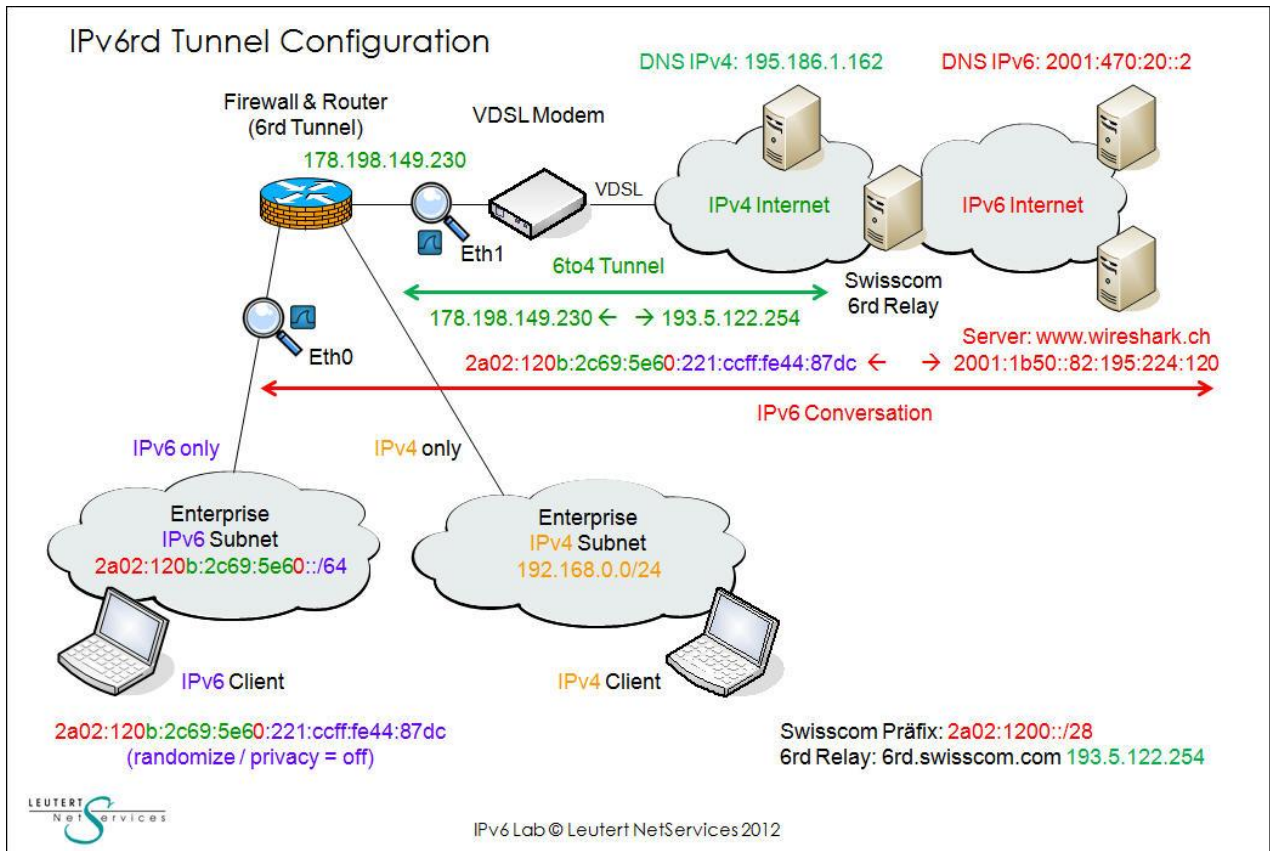 IPv6rd Tunnel Configuration
DNS IPv4: 195.186.1.162
DNS IPv6: 2001:470:20::2
Firewall & Router
(6rd Tunnel)
178.198.149.230
VDSL Modem
VDSL
IPv4 Internet
IPv6 Internet
Eth1
6to4 Tunnel
Swisscom
6rd Relay
178.198.149.230 ← → 193.5.122.254
Eth0
Server: www.wireshark.ch
2a02:120b:2c69:5e60:221:ccff:fe44:87dc ← → 2001:1b50::82:195:224:120
IPv6 Conversation
IPv6 only
IPv4 only
Enterprise
IPv6 Subnet
2a02:120b:2c69:5e60::/64
Enterprise
IPv4 Subnet
192.168.0.0/24
IPv6 Client
IPv4 Client
2a02:120b:2c69:5e60:221:ccff:fe44:87dc
(randomize / privacy = off)
Swisscom Präfix: 2a02:1200::/28
6rd Relay: 6rd.swisscom.com 193.5.122.254
LEUTERT
NetServices
IPv6 Lab © Leutert NetServices 2012